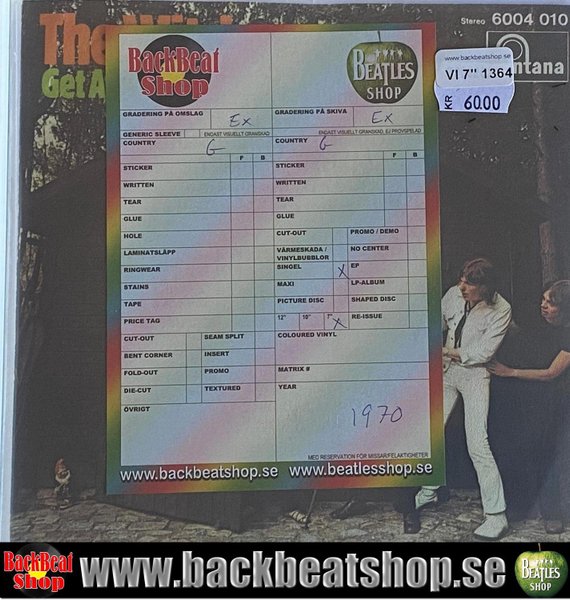 The
Get A
Stereo 6004 010
www.backbeatshop.se
VI 7" 1364
KR 60.00
ntana
BackBeat
Shop
BEATLES
SHOP
GRADERING PÅ OMSLAG Ex
GRADERING PÅ SKIVA Ex
GENERIC SLEEVE ENDAST VISUELLT GRANSKAD
ENDAST VISUELLT GRANSKAD, EJ PROVSPELAD
COUNTRY G
COUNTRY G
F B
F B
STICKER
STICKER
WRITTEN
WRITTEN
TEAR
TEAR
GLUE
GLUE
HOLE
CUT-OUT PROMO / DEMO
LAMINATSLÄPP
VÄRMESKADA /
VINYLBUBBLOR
NO CENTER
RINGWEAR
SINGEL X EP
STAINS
MAXI LP-ALBUM
TAPE
PICTURE DISC SHAPED DISC
PRICE TAG
12" 10" 7" X RE-ISSUE
CUT-OUT SEAM SPLIT
COLOURED VINYL
BENT CORNER INSERT
FOLD-OUT PROMO
MATRIX #
DIE-CUT TEXTURED
YEAR
ÖVRIGT
1970
MED RESERVATION FÖR MISSAR/FELAKTIGHETER
www.backbeatshop.se www.beatlesshop.se
BackBeat
Shop
www.backbeatshop.se
BEATLES
SHOP